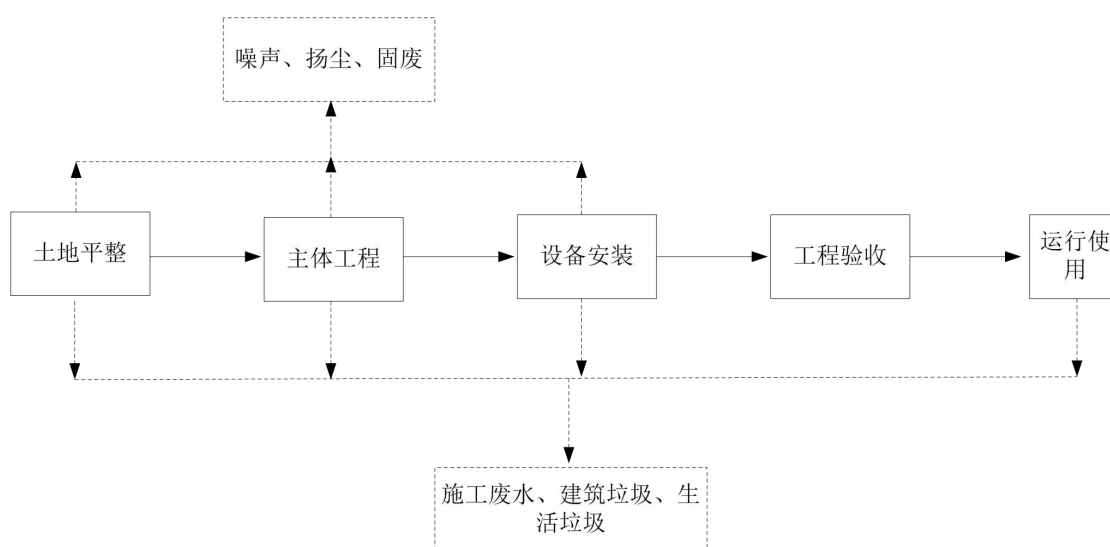 噪声、扬尘、固废
土地平整
主体工程
设备安装
工程验收
运行使
用
施工废水、建筑垃圾、生
活垃圾